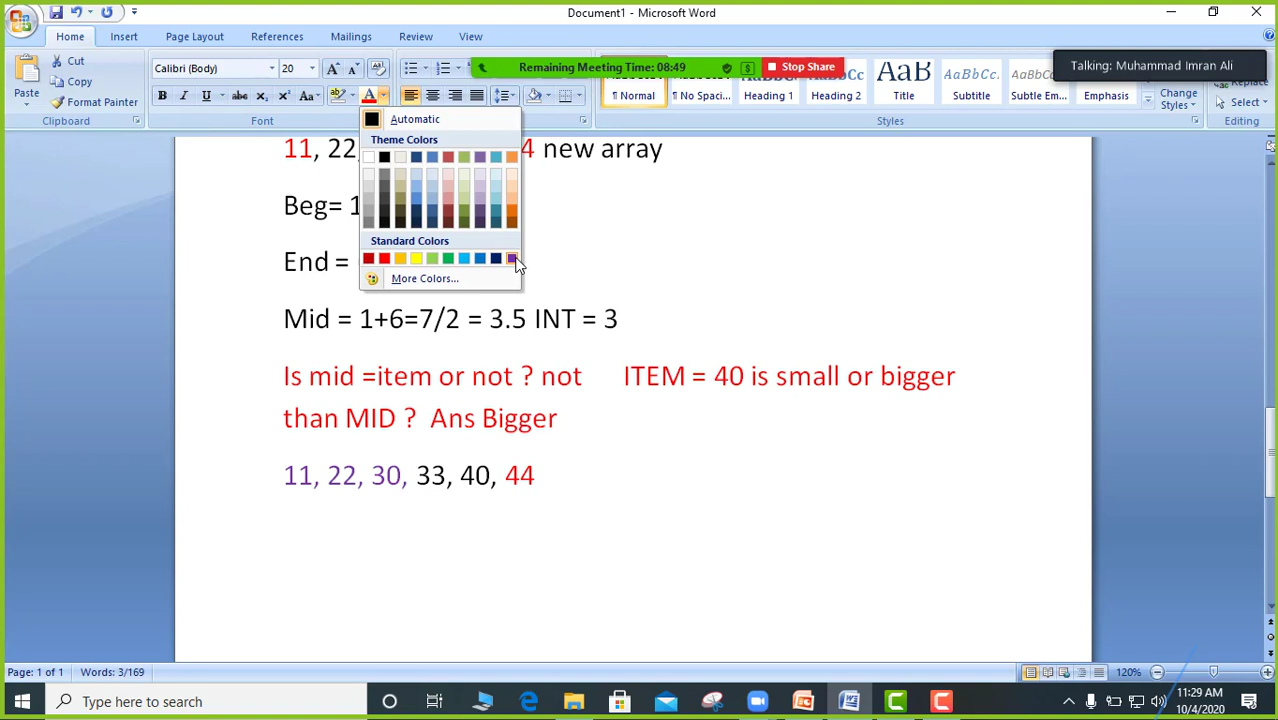 Document1 - Microsoft Word
Home Insert Page Layout References Mailings Review View
Paste
Cut
Copy
Format Painter
Clipboard
Calibri (Body) 20
B I U
Font
Remaining Meeting Time: 08:49 Stop Share
Talking: Muhammad Imran Ali
¶ Normal
¶ No Spaci...
Heading 1
Heading 2
AaB
Title
AaBbCc.
Subtitle
Subtle Em...
Emphasis
Change Styles
Styles
Replace
Select
Editing
Automatic
Theme Colors
Standard Colors
More Colors...
11, 22, 4 new array
Beg= 1
End =
Mid = 1+6=7/2 = 3.5 INT = 3
Is mid =item or not ? not ITEM = 40 is small or bigger
than MID ? Ans Bigger
11, 22, 30, 33, 40, 44
Page: 1 of 1 Words: 3/169 120%
Type here to search
11:29 AM
10/4/2020